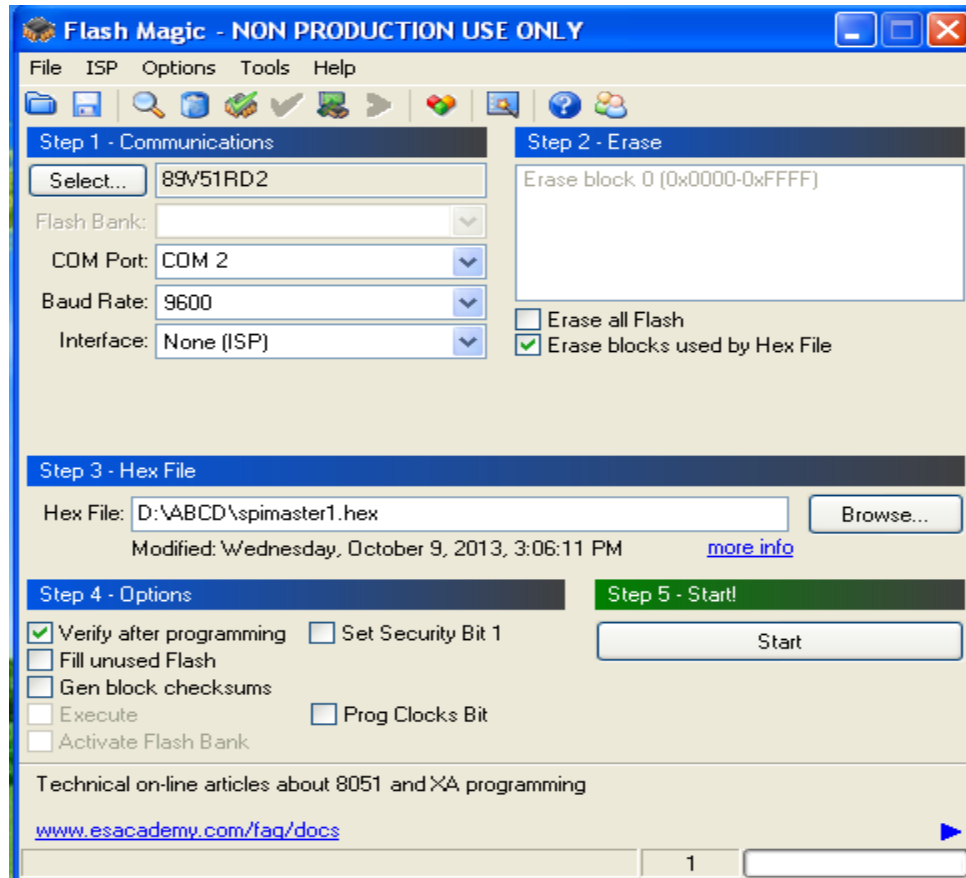 Flash Magic - NON PRODUCTION USE ONLY
File ISP Options Tools Help
Step 1 - Communications
Select... 89V51RD2
Flash Bank:
COM Port: COM 2
Baud Rate: 9600
Interface: None (ISP)
Step 2 - Erase
Erase block 0 (0x0000-0xFFFF)
Erase all Flash
Erase blocks used by Hex File
Step 3 - Hex File
Hex File: D:\ABCD\spimaster1.hex Browse...
Modified: Wednesday, October 9, 2013, 3:06:11 PM more info
Step 4 - Options
Verify after programming Set Security Bit 1
Fill unused Flash
Gen block checksums
Execute Prog Clocks Bit
Activate Flash Bank
Step 5 - Start!
Start
Technical on-line articles about 8051 and XA programming
www.esacademy.com/faq/docs
1